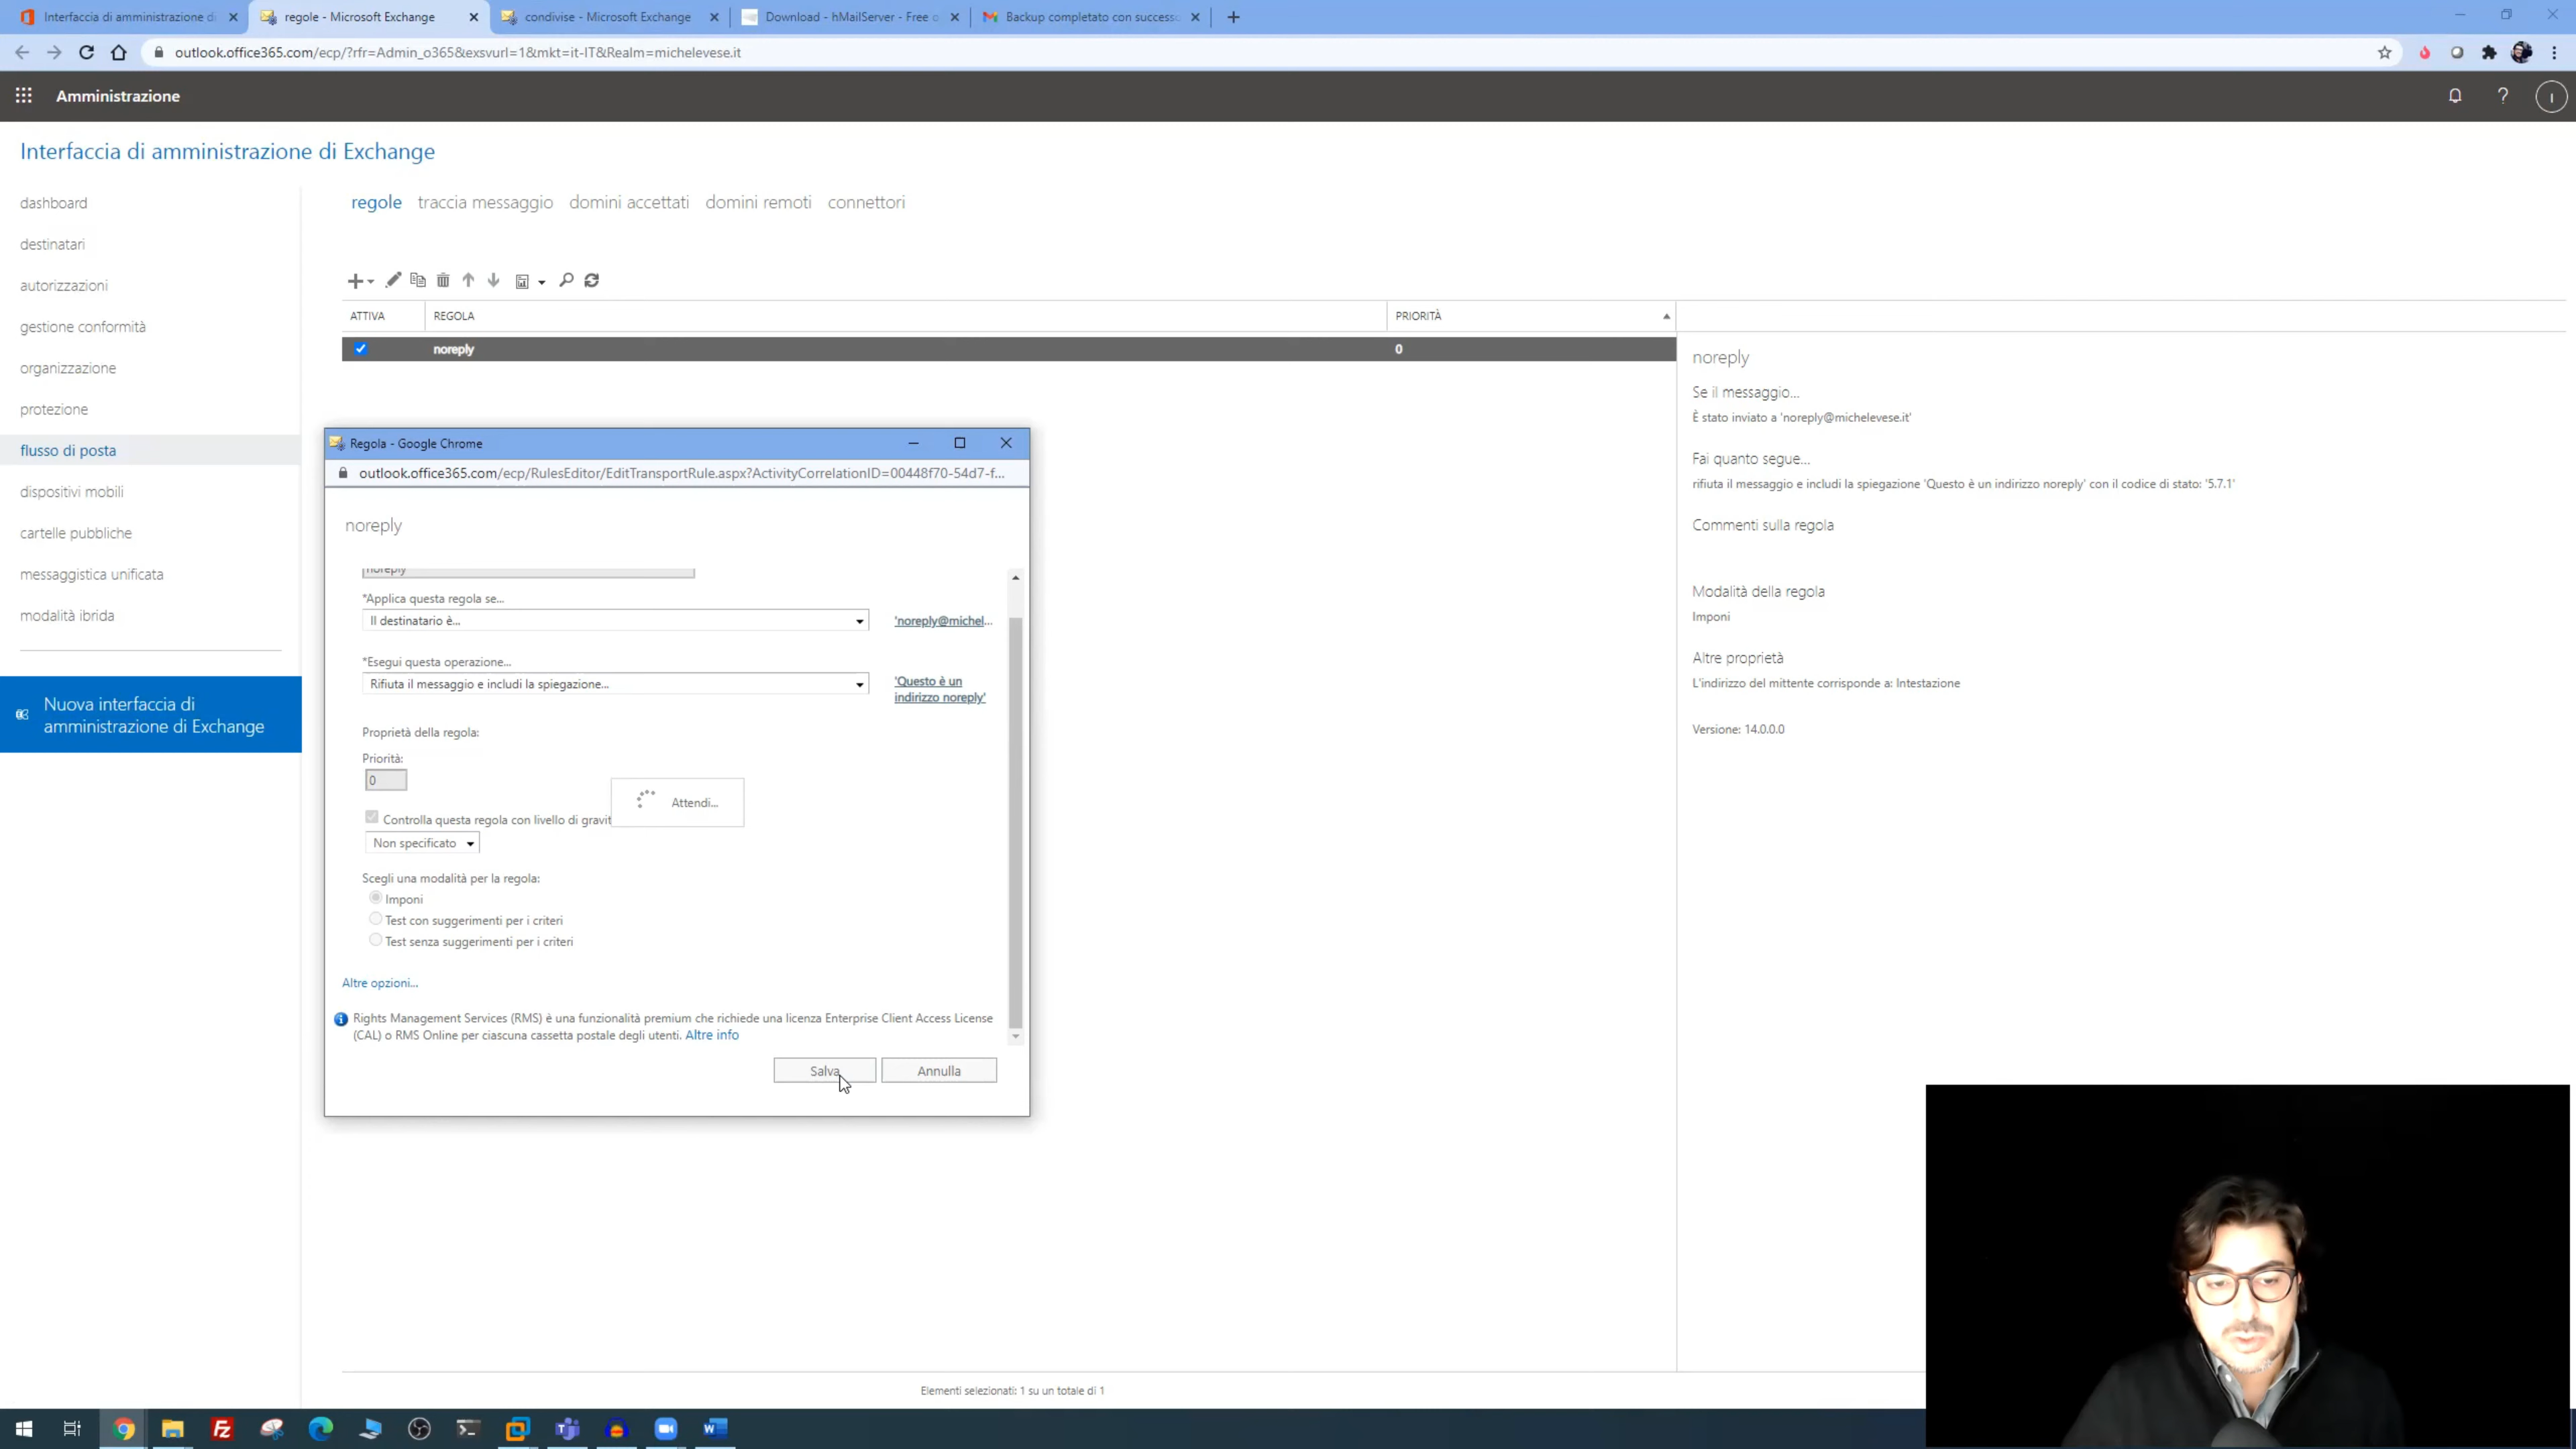 Interfaccia di amministrazione di
regole - Microsoft Exchange
condivise - Microsoft Exchange
Download - hMailServer - Free o
Backup completato con success
outlook.office365.com/ecp/?rfr=Admin_o365&exsvurl=1&mkt=it-IT&Realm=michelevese.it
Amministrazione
Interfaccia di amministrazione di Exchange
dashboard
destinatari
autorizzazioni
gestione conformità
organizzazione
protezione
flusso di posta
dispositivi mobili
cartelle pubbliche
messaggistica unificata
modalità ibrida
Nuova interfaccia di
amministrazione di Exchange
regole traccia messaggio domini accettati domini remoti connettori
ATTIVA REGOLA PRIORITÀ
noreply 0
Regola - Google Chrome
outlook.office365.com/ecp/RulesEditor/EditTransportRule.aspx?ActivityCorrelationID=00448f70-54d7-f...
noreply
noreply
*Applica questa regola se...
Il destinatario è...
'noreply@michel...
*Esegui questa operazione...
Rifiuta il messaggio e includi la spiegazione...
'Questo è un
indirizzo noreply'
Proprietà della regola:
Priorità:
0
Attendi...
Controlla questa regola con livello di gravit
Non specificato
Scegli una modalità per la regola:
Imponi
Test con suggerimenti per i criteri
Test senza suggerimenti per i criteri
Altre opzioni...
Rights Management Services (RMS) è una funzionalità premium che richiede una licenza Enterprise Client Access License
(CAL) o RMS Online per ciascuna cassetta postale degli utenti. Altre info
Salva Annulla
noreply
Se il messaggio...
È stato inviato a 'noreply@michelevese.it'
Fai quanto segue...
rifiuta il messaggio e includi la spiegazione 'Questo è un indirizzo noreply' con il codice di stato: '5.7.1'
Commenti sulla regola
Modalità della regola
Imponi
Altre proprietà
L'indirizzo del mittente corrisponde a: Intestazione
Versione: 14.0.0.0
Elementi selezionati: 1 su un totale di 1